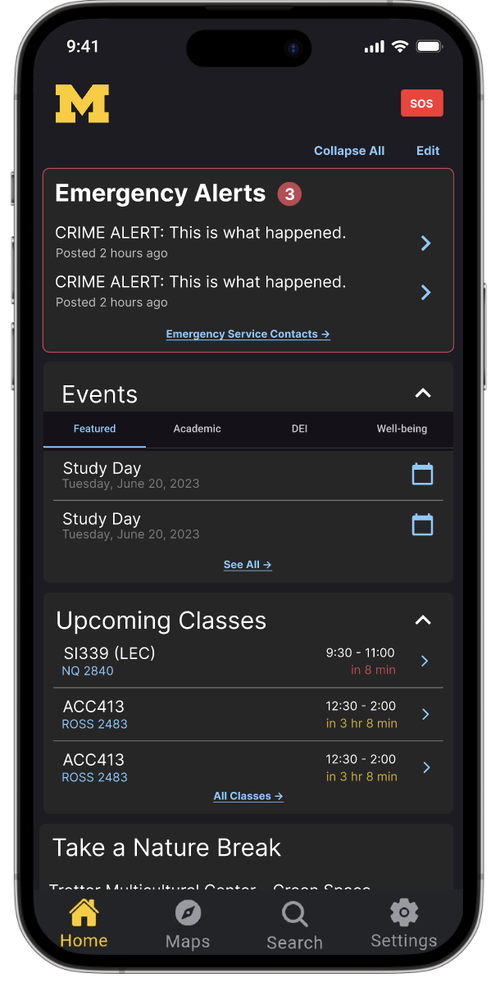 9:41
M
SOS
Collapse All Edit
Emergency Alerts 3
CRIME ALERT: This is what happened.
Posted 2 hours ago
CRIME ALERT: This is what happened.
Posted 2 hours ago
Emergency Service Contacts →
Events
Featured Academic DEI Well-being
Study Day
Tuesday, June 20, 2023
Study Day
Tuesday, June 20, 2023
See All →
Upcoming Classes
SI339 (LEC) 9:30 - 11:00
NQ 2840 in 8 min
ACC413 12:30 - 2:00
ROSS 2483 in 3 hr 8 min
ACC413 12:30 - 2:00
ROSS 2483 in 3 hr 8 min
All Classes →
Take a Nature Break
Trotter Multicultural Center - Green Space
Home Maps Search Settings